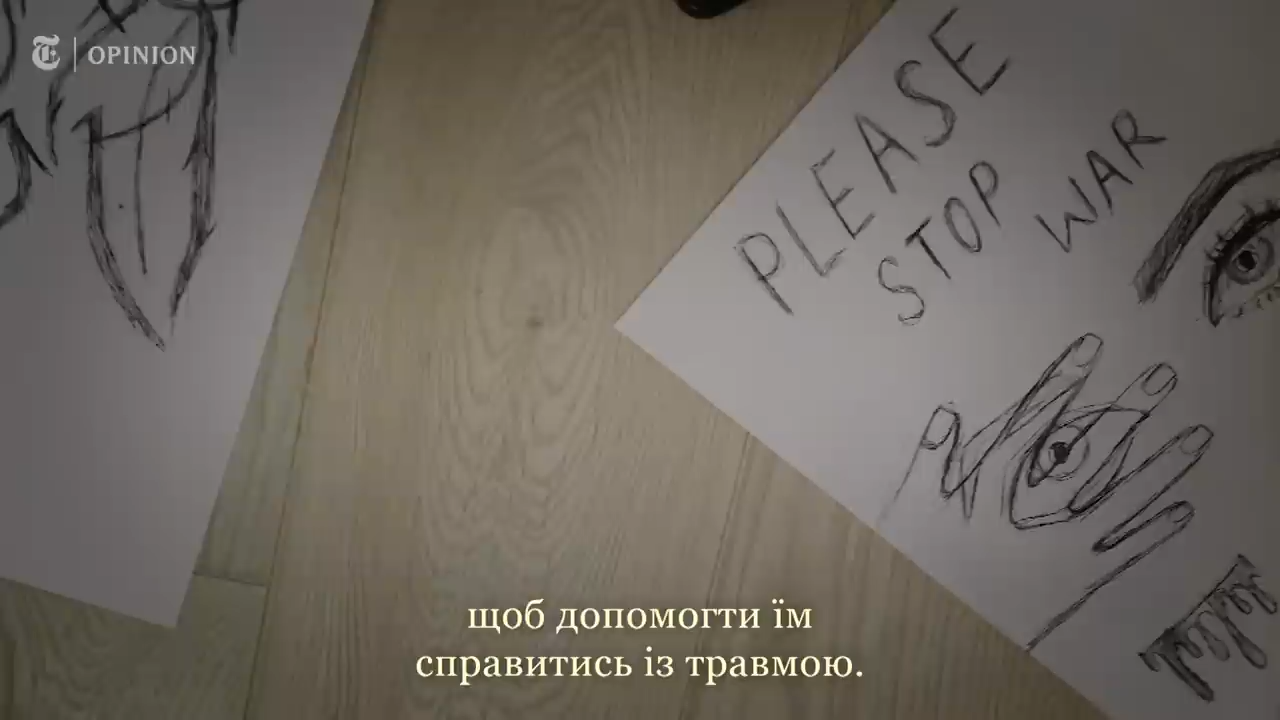 T | OPINION
PLEASE
STOP WAR
щоб допомогти їм
справитись із травмою.